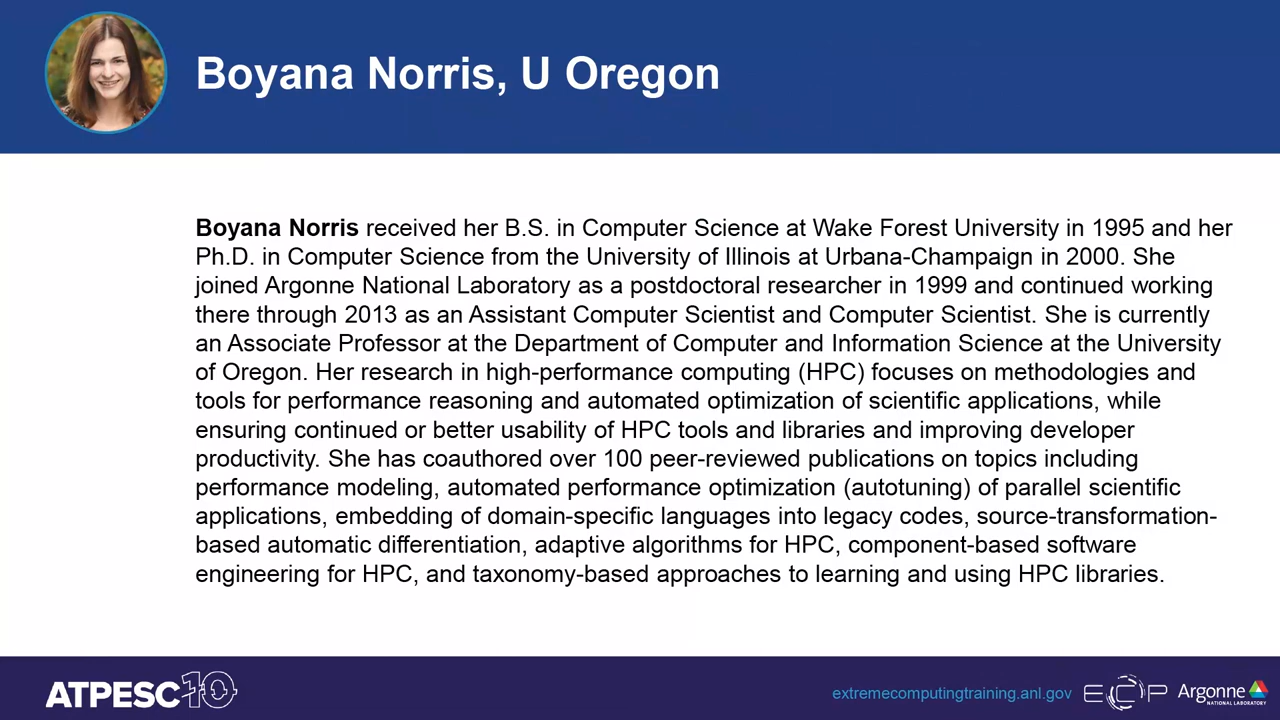 Boyana Norris, U Oregon
Boyana Norris received her B.S. in Computer Science at Wake Forest University in 1995 and her
Ph.D. in Computer Science from the University of Illinois at Urbana-Champaign in 2000. She
joined Argonne National Laboratory as a postdoctoral researcher in 1999 and continued working
there through 2013 as an Assistant Computer Scientist and Computer Scientist. She is currently
an Associate Professor at the Department of Computer and Information Science at the University
of Oregon. Her research in high-performance computing (HPC) focuses on methodologies and
tools for performance reasoning and automated optimization of scientific applications, while
ensuring continued or better usability of HPC tools and libraries and improving developer
productivity. She has coauthored over 100 peer-reviewed publications on topics including
performance modeling, automated performance optimization (autotuning) of parallel scientific
applications, embedding of domain-specific languages into legacy codes, source-transformation-
based automatic differentiation, adaptive algorithms for HPC, component-based software
engineering for HPC, and taxonomy-based approaches to learning and using HPC libraries.
ATPESC10
extremecomputingtraining.anl.gov
ECP
Argonne
NATIONAL LABORATORY